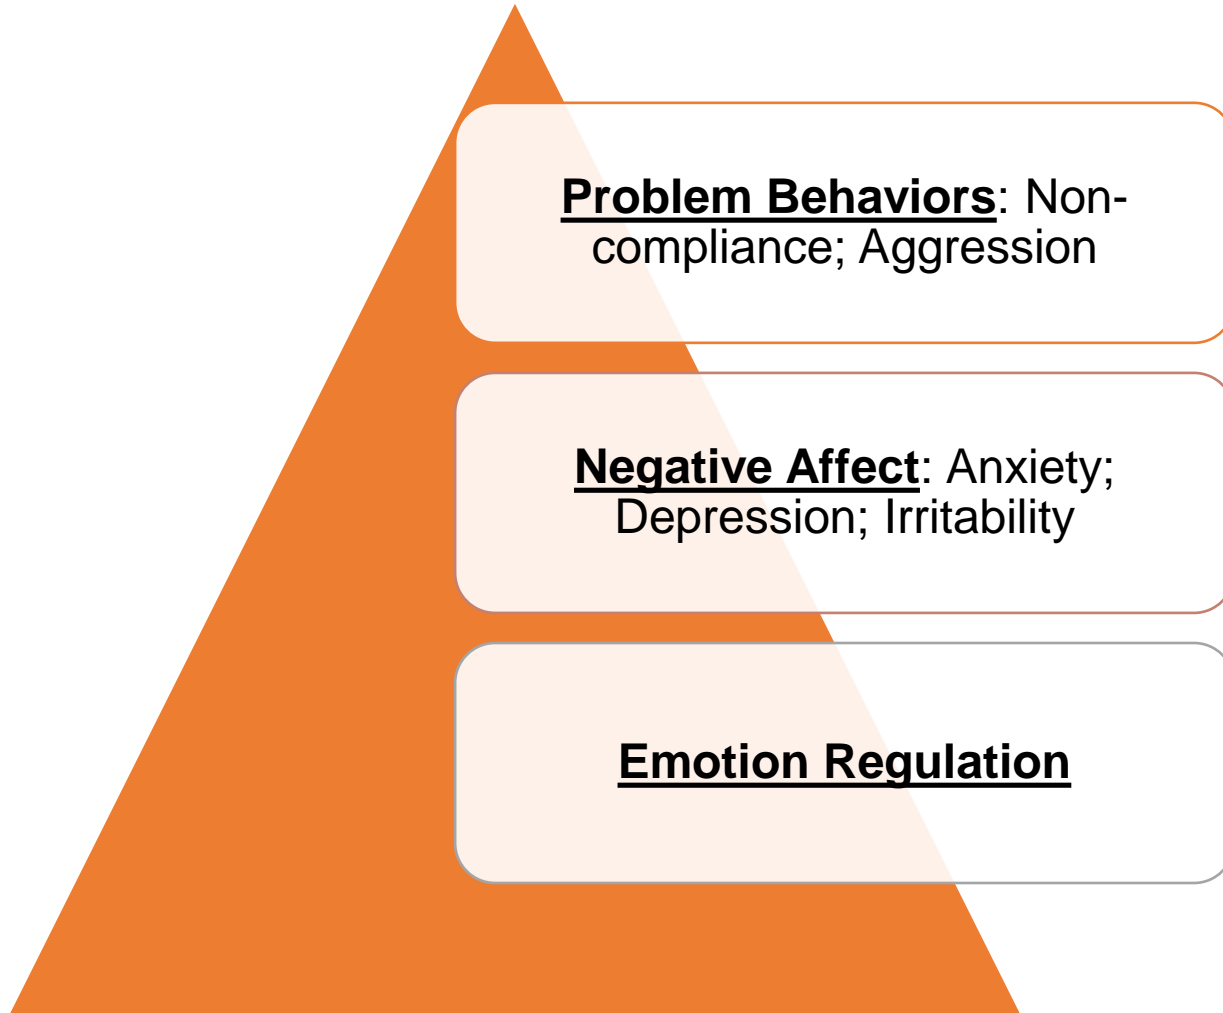 Problem Behaviors: Non-
compliance; Aggression
Negative Affect: Anxiety;
Depression; Irritability
Emotion Regulation